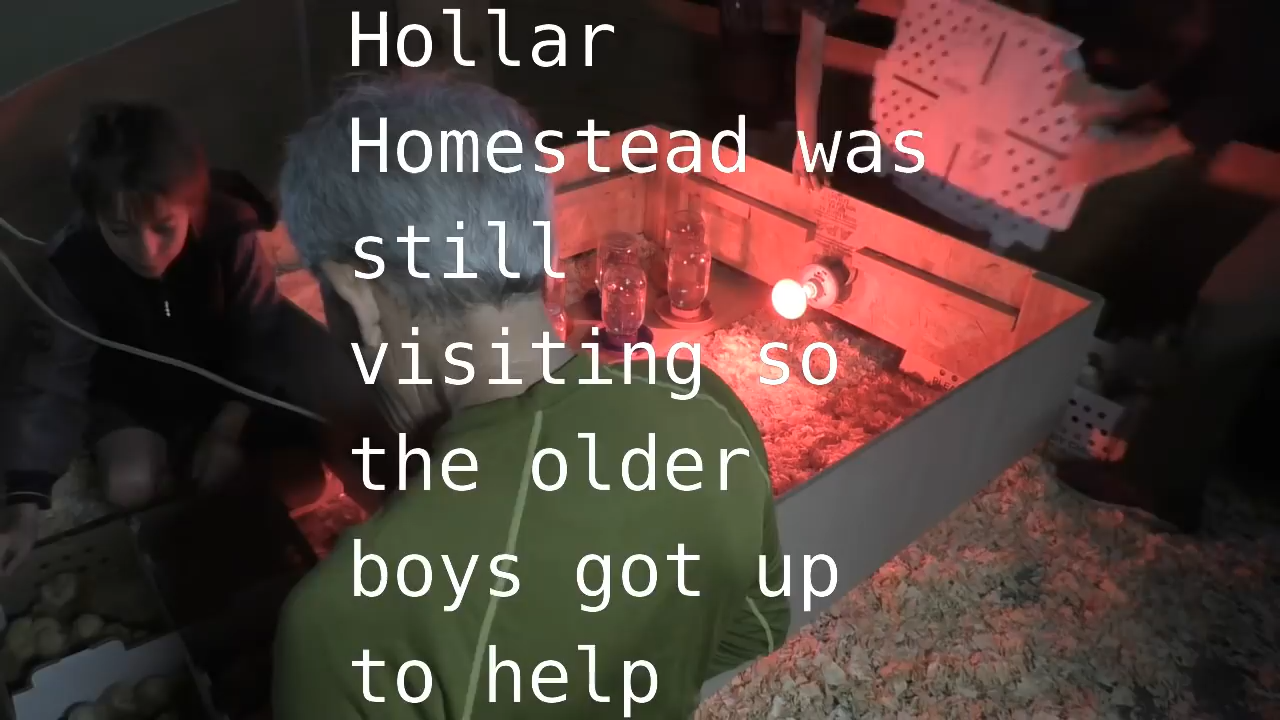 Hollar
Homestead was
still
visiting so
the older
boys got up
to help